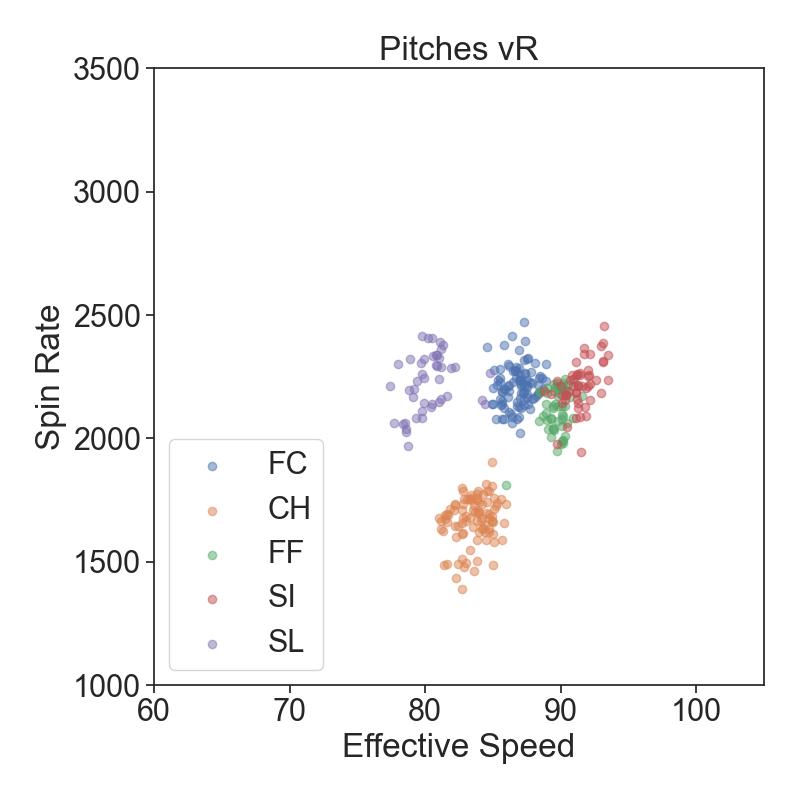 Pitches vR
3500
3000
2500
2000
1500
1000
Spin Rate
FC
CH
FF
SI
SL
60 70 80 90 100
Effective Speed